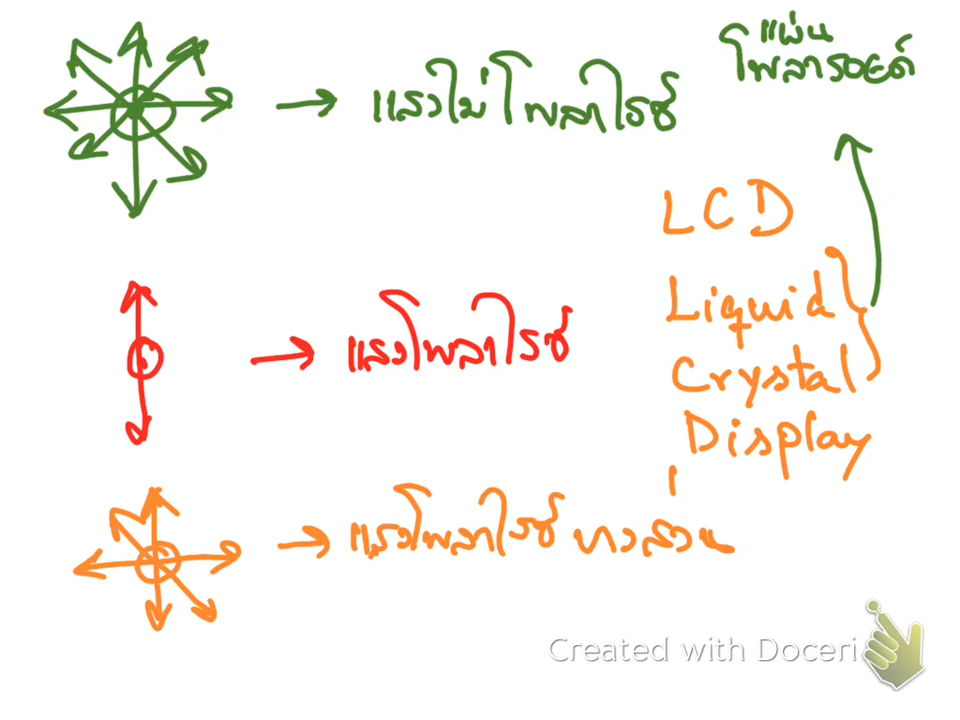 แผ่น
โพลารอยด์
แสงไม่โพลาไรซ์
LCD
Liquid
Crystal
Display
แสงโพลาไรซ์
แสงโพลาไรซ์บางส่วน
Created with Doceri